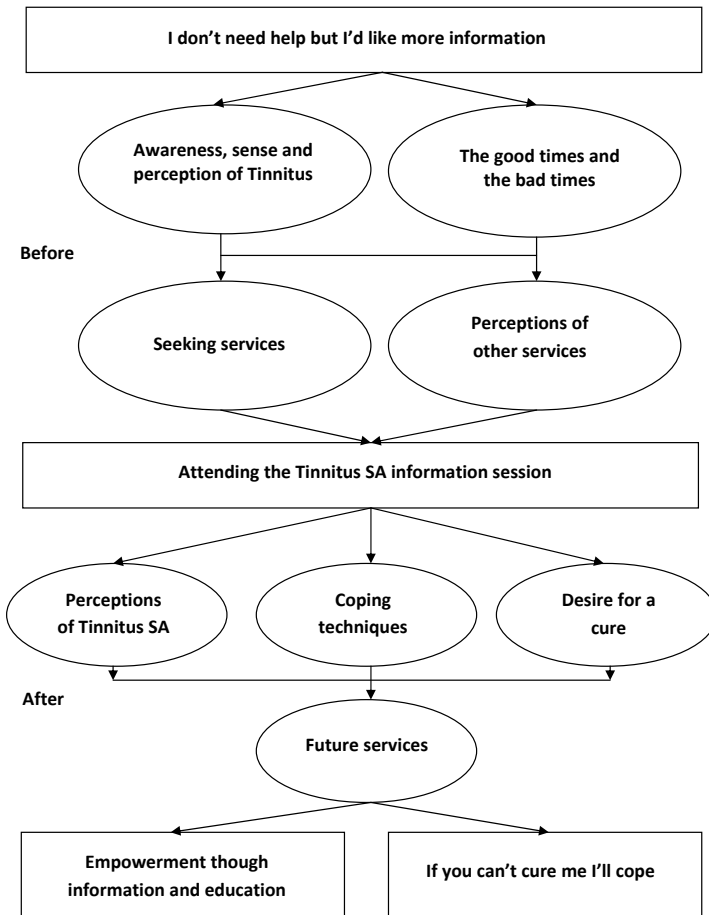 I don’t need help but I’d like more information
Awareness, sense and
perception of Tinnitus
The good times and
the bad times
Before
Seeking services
Perceptions of
other services
Attending the Tinnitus SA information session
Perceptions
of Tinnitus SA
Coping
techniques
Desire for a
cure
After
Future services
Empowerment though
information and education
If you can’t cure me I’ll cope